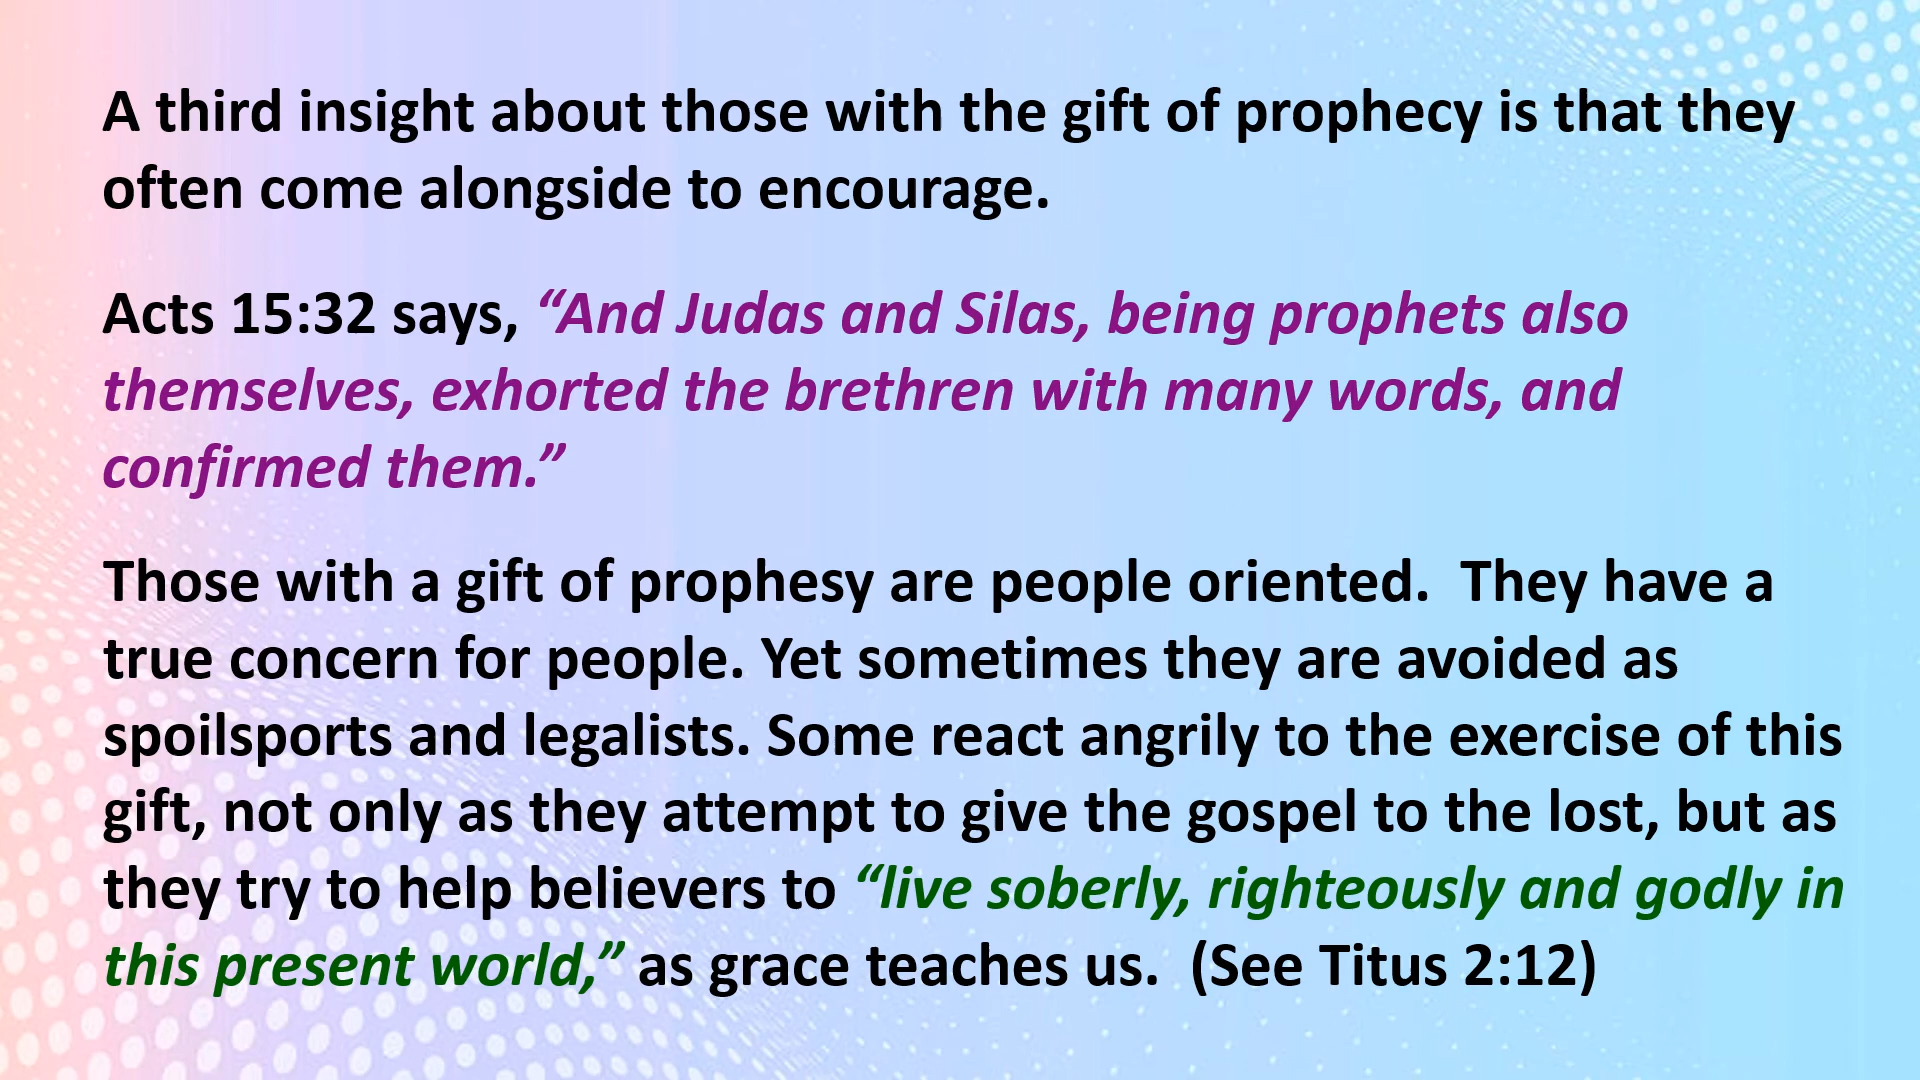 A third insight about those with the gift of prophecy is that they
often come alongside to encourage.
Acts 15:32 says, “And Judas and Silas, being prophets also
themselves, exhorted the brethren with many words, and
confirmed them.”
Those with a gift of prophesy are people oriented.  They have a
true concern for people. Yet sometimes they are avoided as
spoilsports and legalists. Some react angrily to the exercise of this
gift, not only as they attempt to give the gospel to the lost, but as
they try to help believers to “live soberly, righteously and godly in
this present world,” as grace teaches us.  (See Titus 2:12)